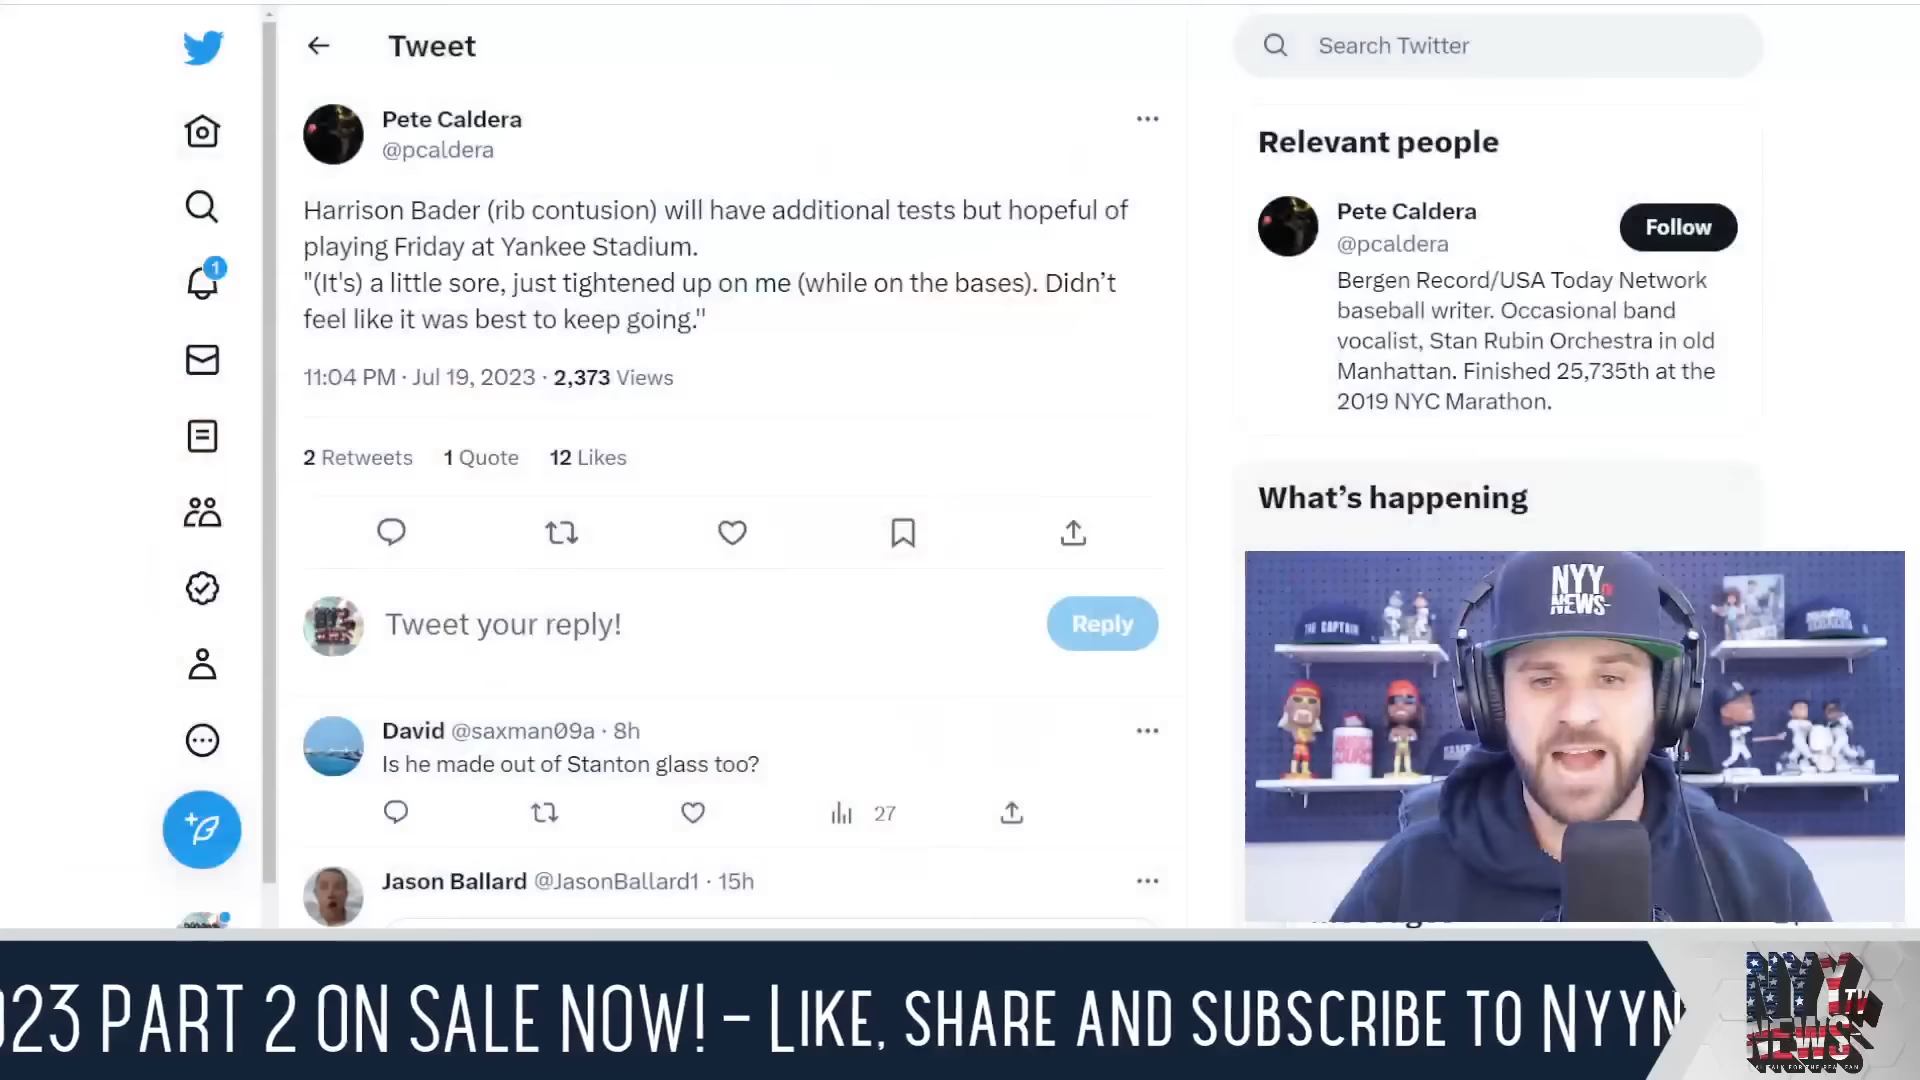 Tweet
Search Twitter
Pete Caldera
@pcaldera
Harrison Bader (rib contusion) will have additional tests but hopeful of
playing Friday at Yankee Stadium.
"(It's) a little sore, just tightened up on me (while on the bases). Didn’t
feel like it was best to keep going."
11:04 PM · Jul 19, 2023 · 2,373 Views
2 Retweets 1 Quote 12 Likes
Tweet your reply!
Reply
David @saxman09a · 8h
Is he made out of Stanton glass too?
27
Jason Ballard @JasonBallard1 · 15h
1
Relevant people
Pete Caldera
@pcaldera
Follow
Bergen Record/USA Today Network
baseball writer. Occasional band
vocalist, Stan Rubin Orchestra in old
Manhattan. Finished 25,735th at the
2019 NYC Marathon.
What’s happening
NYY
NEWS
THE CAPTAIN
023 PART 2 ON SALE NOW! – LIKE, SHARE AND SUBSCRIBE TO NYYN
NYY
TV
NEWS